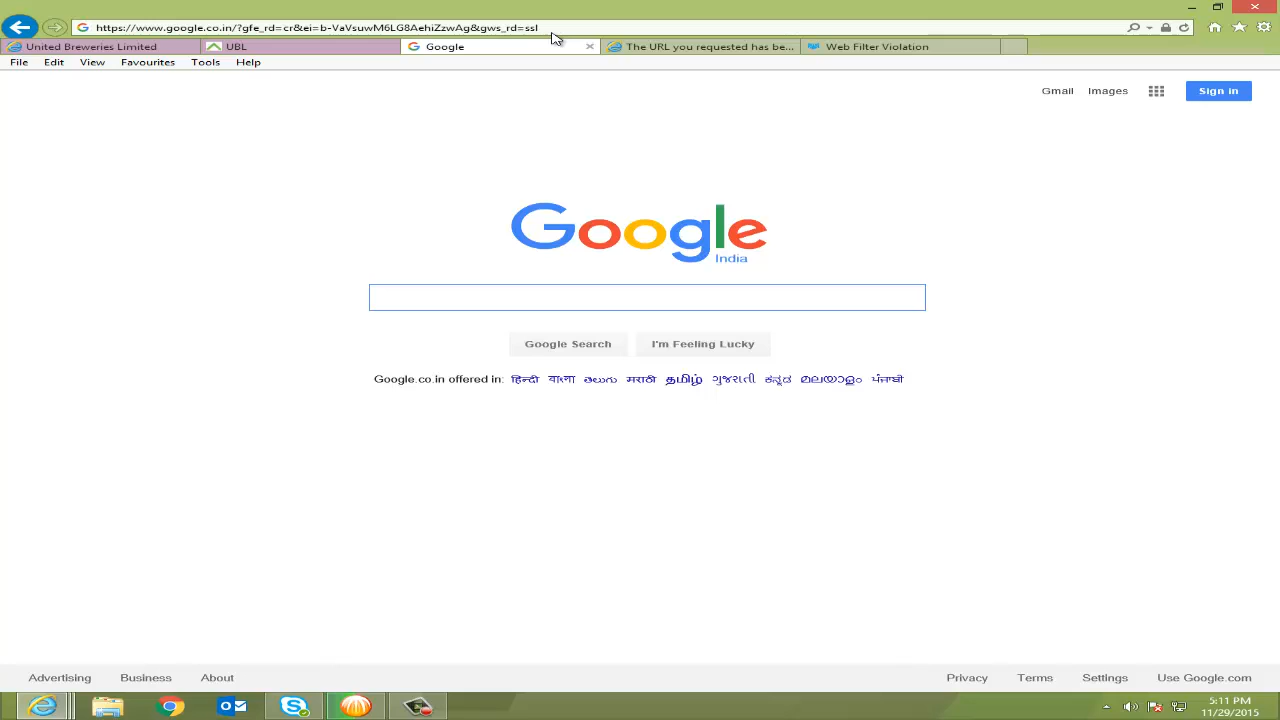 https://www.google.co.in/?gfe_rd=cr&ei=b-VaVsuwM6LG8AehiZzwAg&gws_rd=ssl
United Breweries Limited UBL Google The URL you requested has be... Web Filter Violation
File Edit View Favourites Tools Help
Gmail Images Sign in
Google
India
Google Search I'm Feeling Lucky
Google.co.in offered in: हिन्दी বাংলা తెలుగు मराठी தமிழ் ગુજરાતી ಕನ್ನಡ മലയാളം ਪੰਜਾਬੀ
Advertising Business About Privacy Terms Settings Use Google.com
5:11 PM
11/29/2015